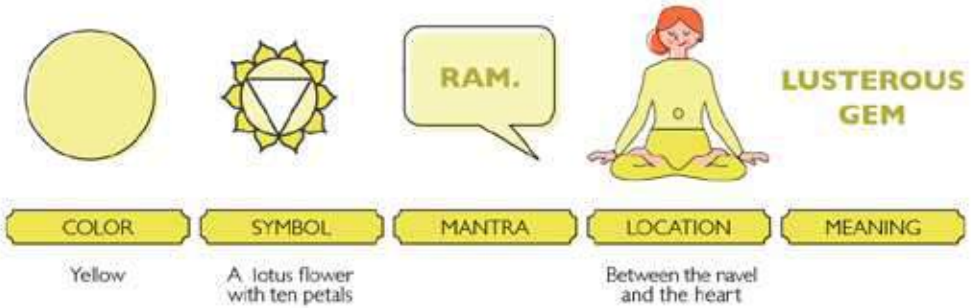 RAM.
LUSTEROUS
GEM
COLOR
SYMBOL
MANTRA
LOCATION
MEANING
Yellow
A lotus flower
with ten petals
Between the navel
and the heart